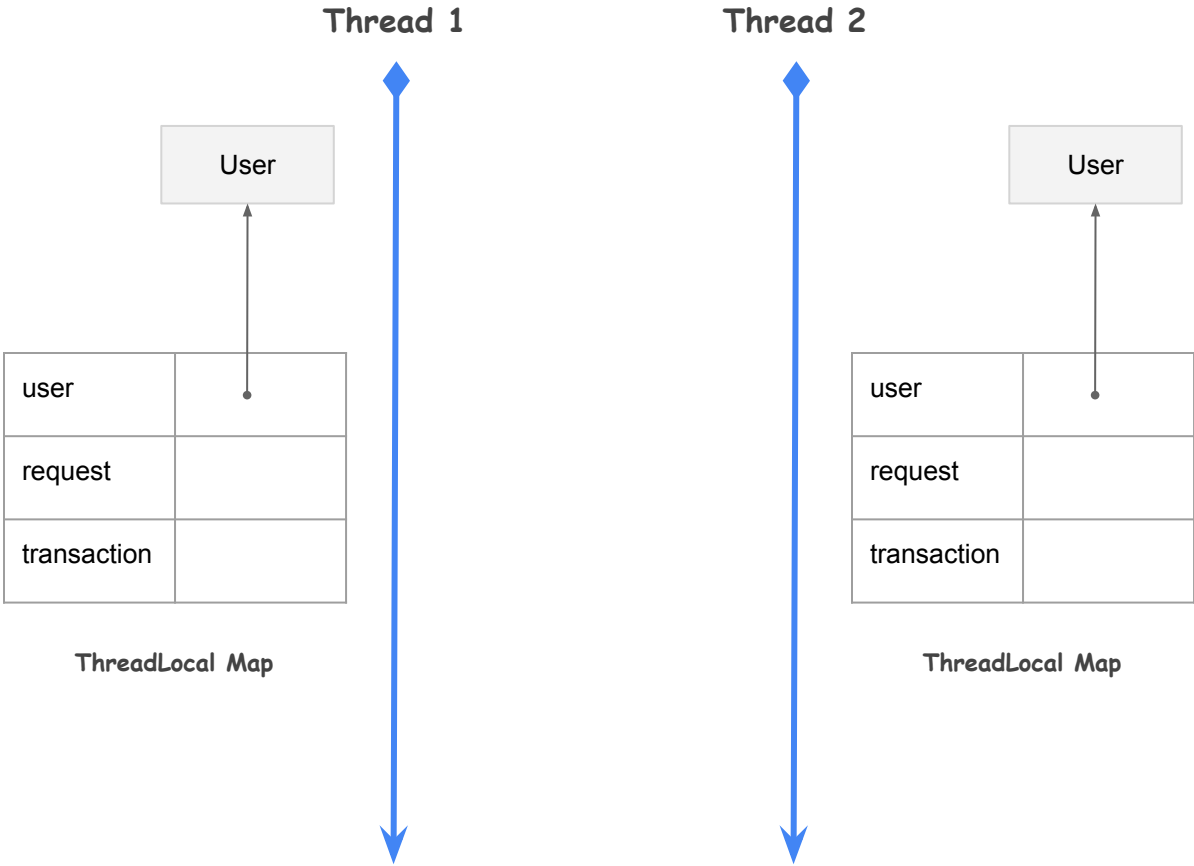 Thread 1
Thread 2
User
User
user
request
transaction
user
request
transaction
ThreadLocal Map
ThreadLocal Map